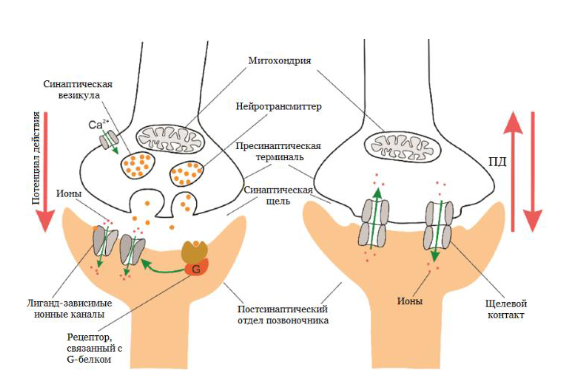 Митохондрия
Синаптическая
везикула
Нейротрансмиттер
Ca²⁺
Потенциал действия
Пресинаптическая
терминаль
ПД
Ионы
Синаптическая
щель
G
Лиганд-зависимые
ионные каналы
Ионы
Щелевой
контакт
Постсинаптический
отдел позвоночника
Рецептор,
связанный с
G-белком